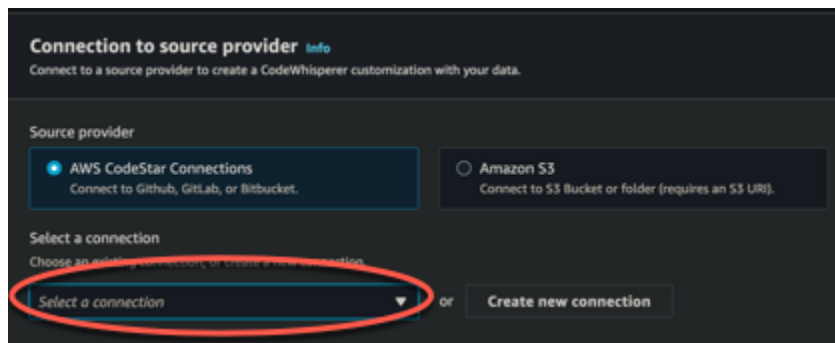 Connection to source provider Info
Connect to a source provider to create a CodeWhisperer customization with your data.
Source provider
AWS CodeStar Connections
Connect to Github, GitLab, or Bitbucket.
Amazon S3
Connect to S3 Bucket or folder (requires an S3 URI).
Select a connection
Choose an existing connection, or create a new connection.
Select a connection
or
Create new connection